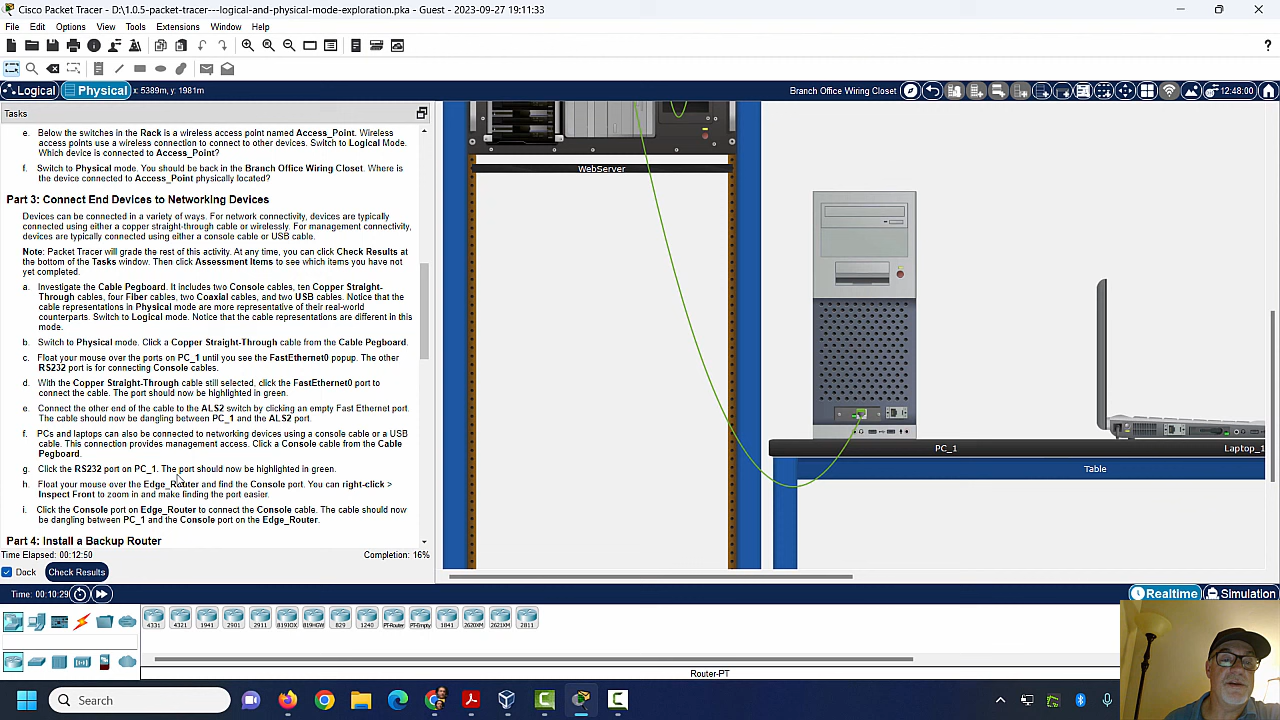 Cisco Packet Tracer - D:\1.0.5-packet-tracer---logical-and-physical-mode-exploration.pka - Guest - 2023-09-27 19:11:33
File Edit Options View Tools Extensions Window Help
?
Logical Physical x: 5389m, y: 1981m Branch Office Wiring Closet 12:48:00
Tasks
e. Below the switches in the Rack is a wireless access point named Access_Point. Wireless
access points use a wireless connection to connect to other devices. Switch to Logical Mode.
Which device is connected to Access_Point?
f. Switch to Physical mode. You should be back in the Branch Office Wiring Closet. Where is
the device connected to Access_Point physically located?
Part 3: Connect End Devices to Networking Devices
Devices can be connected in a variety of ways. For network connectivity, devices are typically
connected using either a copper straight-through cable or wirelessly. For management connectivity,
devices are typically connected using either a console cable or USB cable.
Note: Packet Tracer will grade the rest of this activity. At any time, you can click Check Results at
the bottom of the Tasks window. Then click Assessment Items to see which items you have not
yet completed.
a. Investigate the Cable Pegboard. It includes two Console cables, ten Copper Straight-
Through cables, four Fiber cables, two Coaxial cables, and two USB cables. Notice that the
cable representations in Physical mode are more representative of their real-world
counterparts. Switch to Logical mode. Notice that the cable representations are different in this
mode.
b. Switch to Physical mode. Click a Copper Straight-Through cable from the Cable Pegboard.
c. Float your mouse over the ports on PC_1 until you see the FastEthernet0 popup. The other
RS232 port is for connecting Console cables.
d. With the Copper Straight-Through cable still selected, click the FastEthernet0 port to
connect the cable. The port should now be highlighted in green.
e. Connect the other end of the cable to the ALS2 switch by clicking an empty Fast Ethernet port.
The cable should now be dangling between PC_1 and the ALS2 port.
f. PCs and laptops can also be connected to networking devices using a console cable or a USB
cable. This connection provides management access. Click a Console cable from the Cable
Pegboard.
g. Click the RS232 port on PC_1. The port should now be highlighted in green.
h. Float your mouse over the Edge_Router and find the Console port. You can right-click >
Inspect Front to zoom in and make finding the port easier.
i. Click the Console port on Edge_Router to connect the Console cable. The cable should now
be dangling between PC_1 and the Console port on the Edge_Router.
Part 4: Install a Backup Router
Time Elapsed: 00:12:50 Completion: 16%
Dock Check Results
WebServer
PC_1 Laptop_1
Table
Time: 00:10:29 Realtime Simulation
4331 4321 1941 2901 2911 819IOX 819HGW 829 1240 PT-Router PT-Empty 1841 2620XM 2621XM 2811
Router-PT
Search